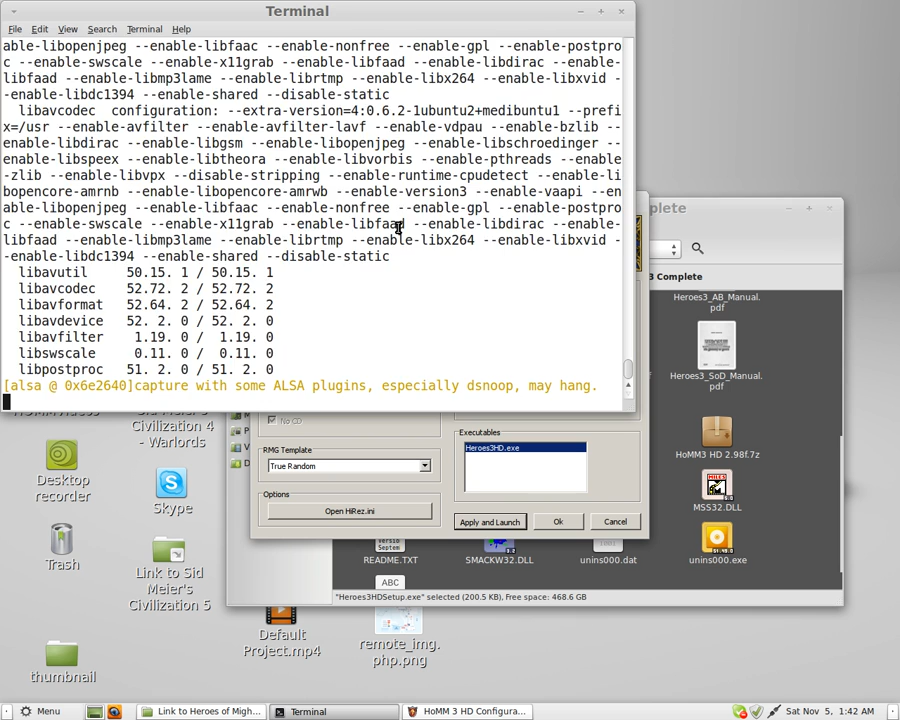 Terminal
File Edit View Search Terminal Help
able-libopenjpeg --enable-libfaac --enable-nonfree --enable-gpl --enable-postpro
c --enable-swscale --enable-x11grab --enable-libfaad --enable-libdirac --enable-
libfaad --enable-libmp3lame --enable-librtmp --enable-libx264 --enable-libxvid -
-enable-libdc1394 --enable-shared --disable-static
libavcodec configuration: --extra-version=4:0.6.2-1ubuntu2+medibuntu1 --prefi
x=/usr --enable-avfilter --enable-avfilter-lavf --enable-vdpau --enable-bzlib --
enable-libdirac --enable-libgsm --enable-libopenjpeg --enable-libschroedinger --
enable-libspeex --enable-libtheora --enable-libvorbis --enable-pthreads --enable
-zlib --enable-libvpx --disable-stripping --enable-runtime-cpudetect --enable-li
bopencore-amrnb --enable-libopencore-amrwb --enable-version3 --enable-vaapi --en
able-libopenjpeg --enable-libfaac --enable-nonfree --enable-gpl --enable-postpro
c --enable-swscale --enable-x11grab --enable-libfaad --enable-libdirac --enable-
libfaad --enable-libmp3lame --enable-librtmp --enable-libx264 --enable-libxvid -
-enable-libdc1394 --enable-shared --disable-static
libavutil 50.15. 1 / 50.15. 1
libavcodec 52.72. 2 / 52.72. 2
libavformat 52.64. 2 / 52.64. 2
libavdevice 52. 2. 0 / 52. 2. 0
libavfilter 1.19. 0 / 1.19. 0
libswscale 0.11. 0 / 0.11. 0
libpostproc 51. 2. 0 / 51. 2. 0
[alsa @ 0x6e2640]capture with some ALSA plugins, especially dsnoop, may hang.
plete
3 Complete
Heroes3_AB_Manual.
pdf
Heroes3_SoD_Manual.
pdf
HoMM3 HD 2.98f.7z
MSS32.DLL
unins000.exe
README.TXT
SMACKW32.DLL
unins.dat
ABC
"Heroes3HDSetup.exe" selected (200.5 KB), Free space: 468.6 GB
No CD
RMG Template
True Random
Options
Open HiRez.ini
Executables
Heroes3HD.exe
Apply and Launch
Ok
Cancel
Civilization 4
- Warlords
Desktop
recorder
Skype
Trash
Link to Sid
Meier's
Civilization 5
thumbnail
Default
Project.mp4
remote_img.
php.png
Menu
Link to Heroes of Migh...
Terminal
HoMM 3 HD Configura...
Sat Nov 5, 1:42 AM